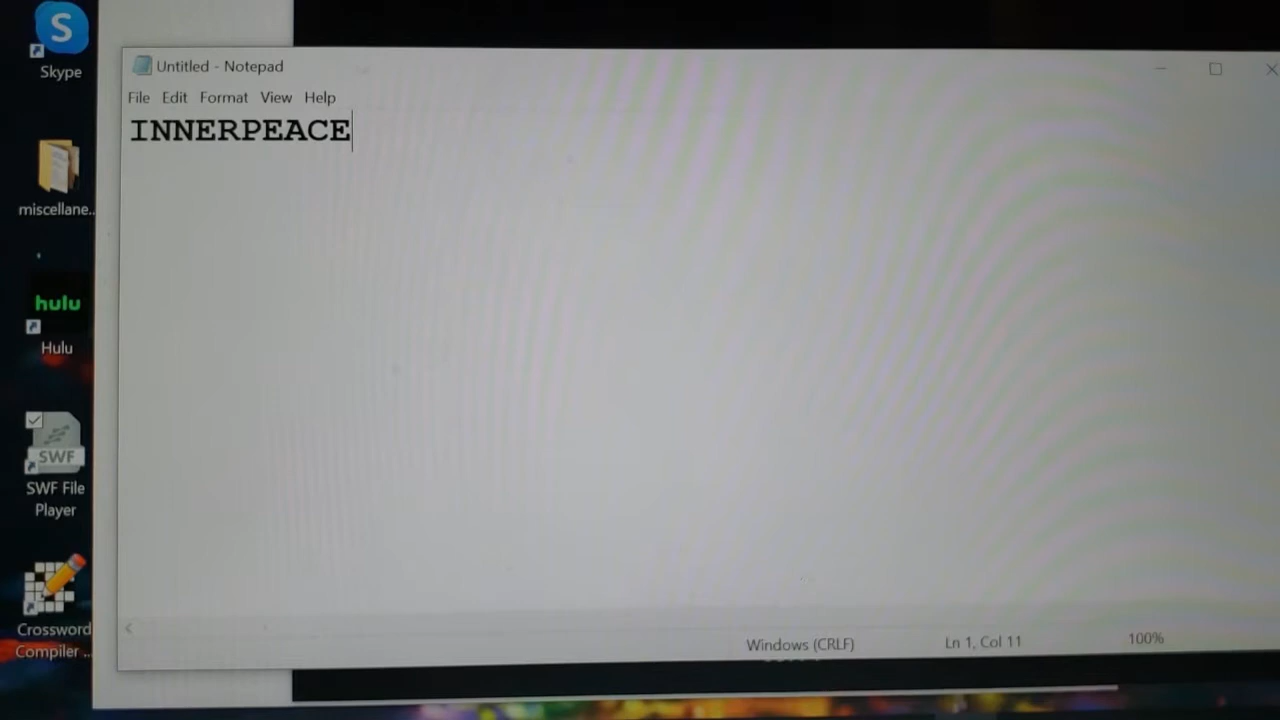 S
Skype
Untitled - Notepad
File Edit Format View Help
INNERPEACE
miscellane..
hulu
Hulu
SWF
SWF File
Player
Crossword
Compiler ..
Windows (CRLF) Ln 1, Col 11 100%